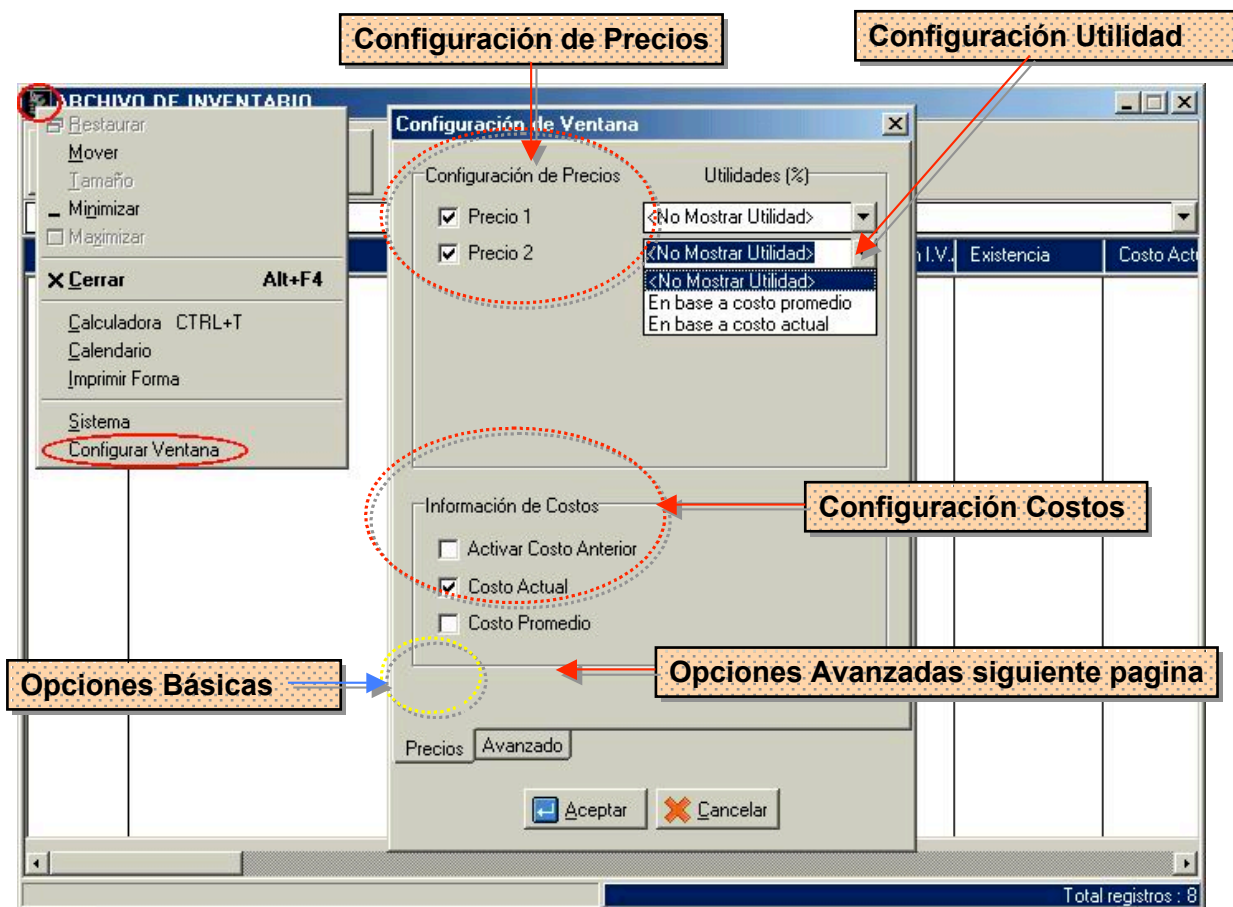 Configuración de Precios
Configuración Utilidad
ARCHIVO DE INVENTARIO
Restaurar
Mover
Tamaño
Minimizar
Maximizar
Cerrar Alt+F4
Calculadora CTRL+T
Calendario
Imprimir Forma
Sistema
Configurar Ventana
Configuración de Ventana
Configuración de Precios Utilidades (%)
Precio 1 <No Mostrar Utilidad>
Precio 2 <No Mostrar Utilidad>
<No Mostrar Utilidad>
En base a costo promedio
En base a costo actual
I.V. Existencia Costo Act
Información de Costos
Configuración Costos
Activar Costo Anterior
Costo Actual
Costo Promedio
Opciones Básicas
Opciones Avanzadas siguiente pagina
Precios Avanzado
Aceptar Cancelar
Total registros : 8